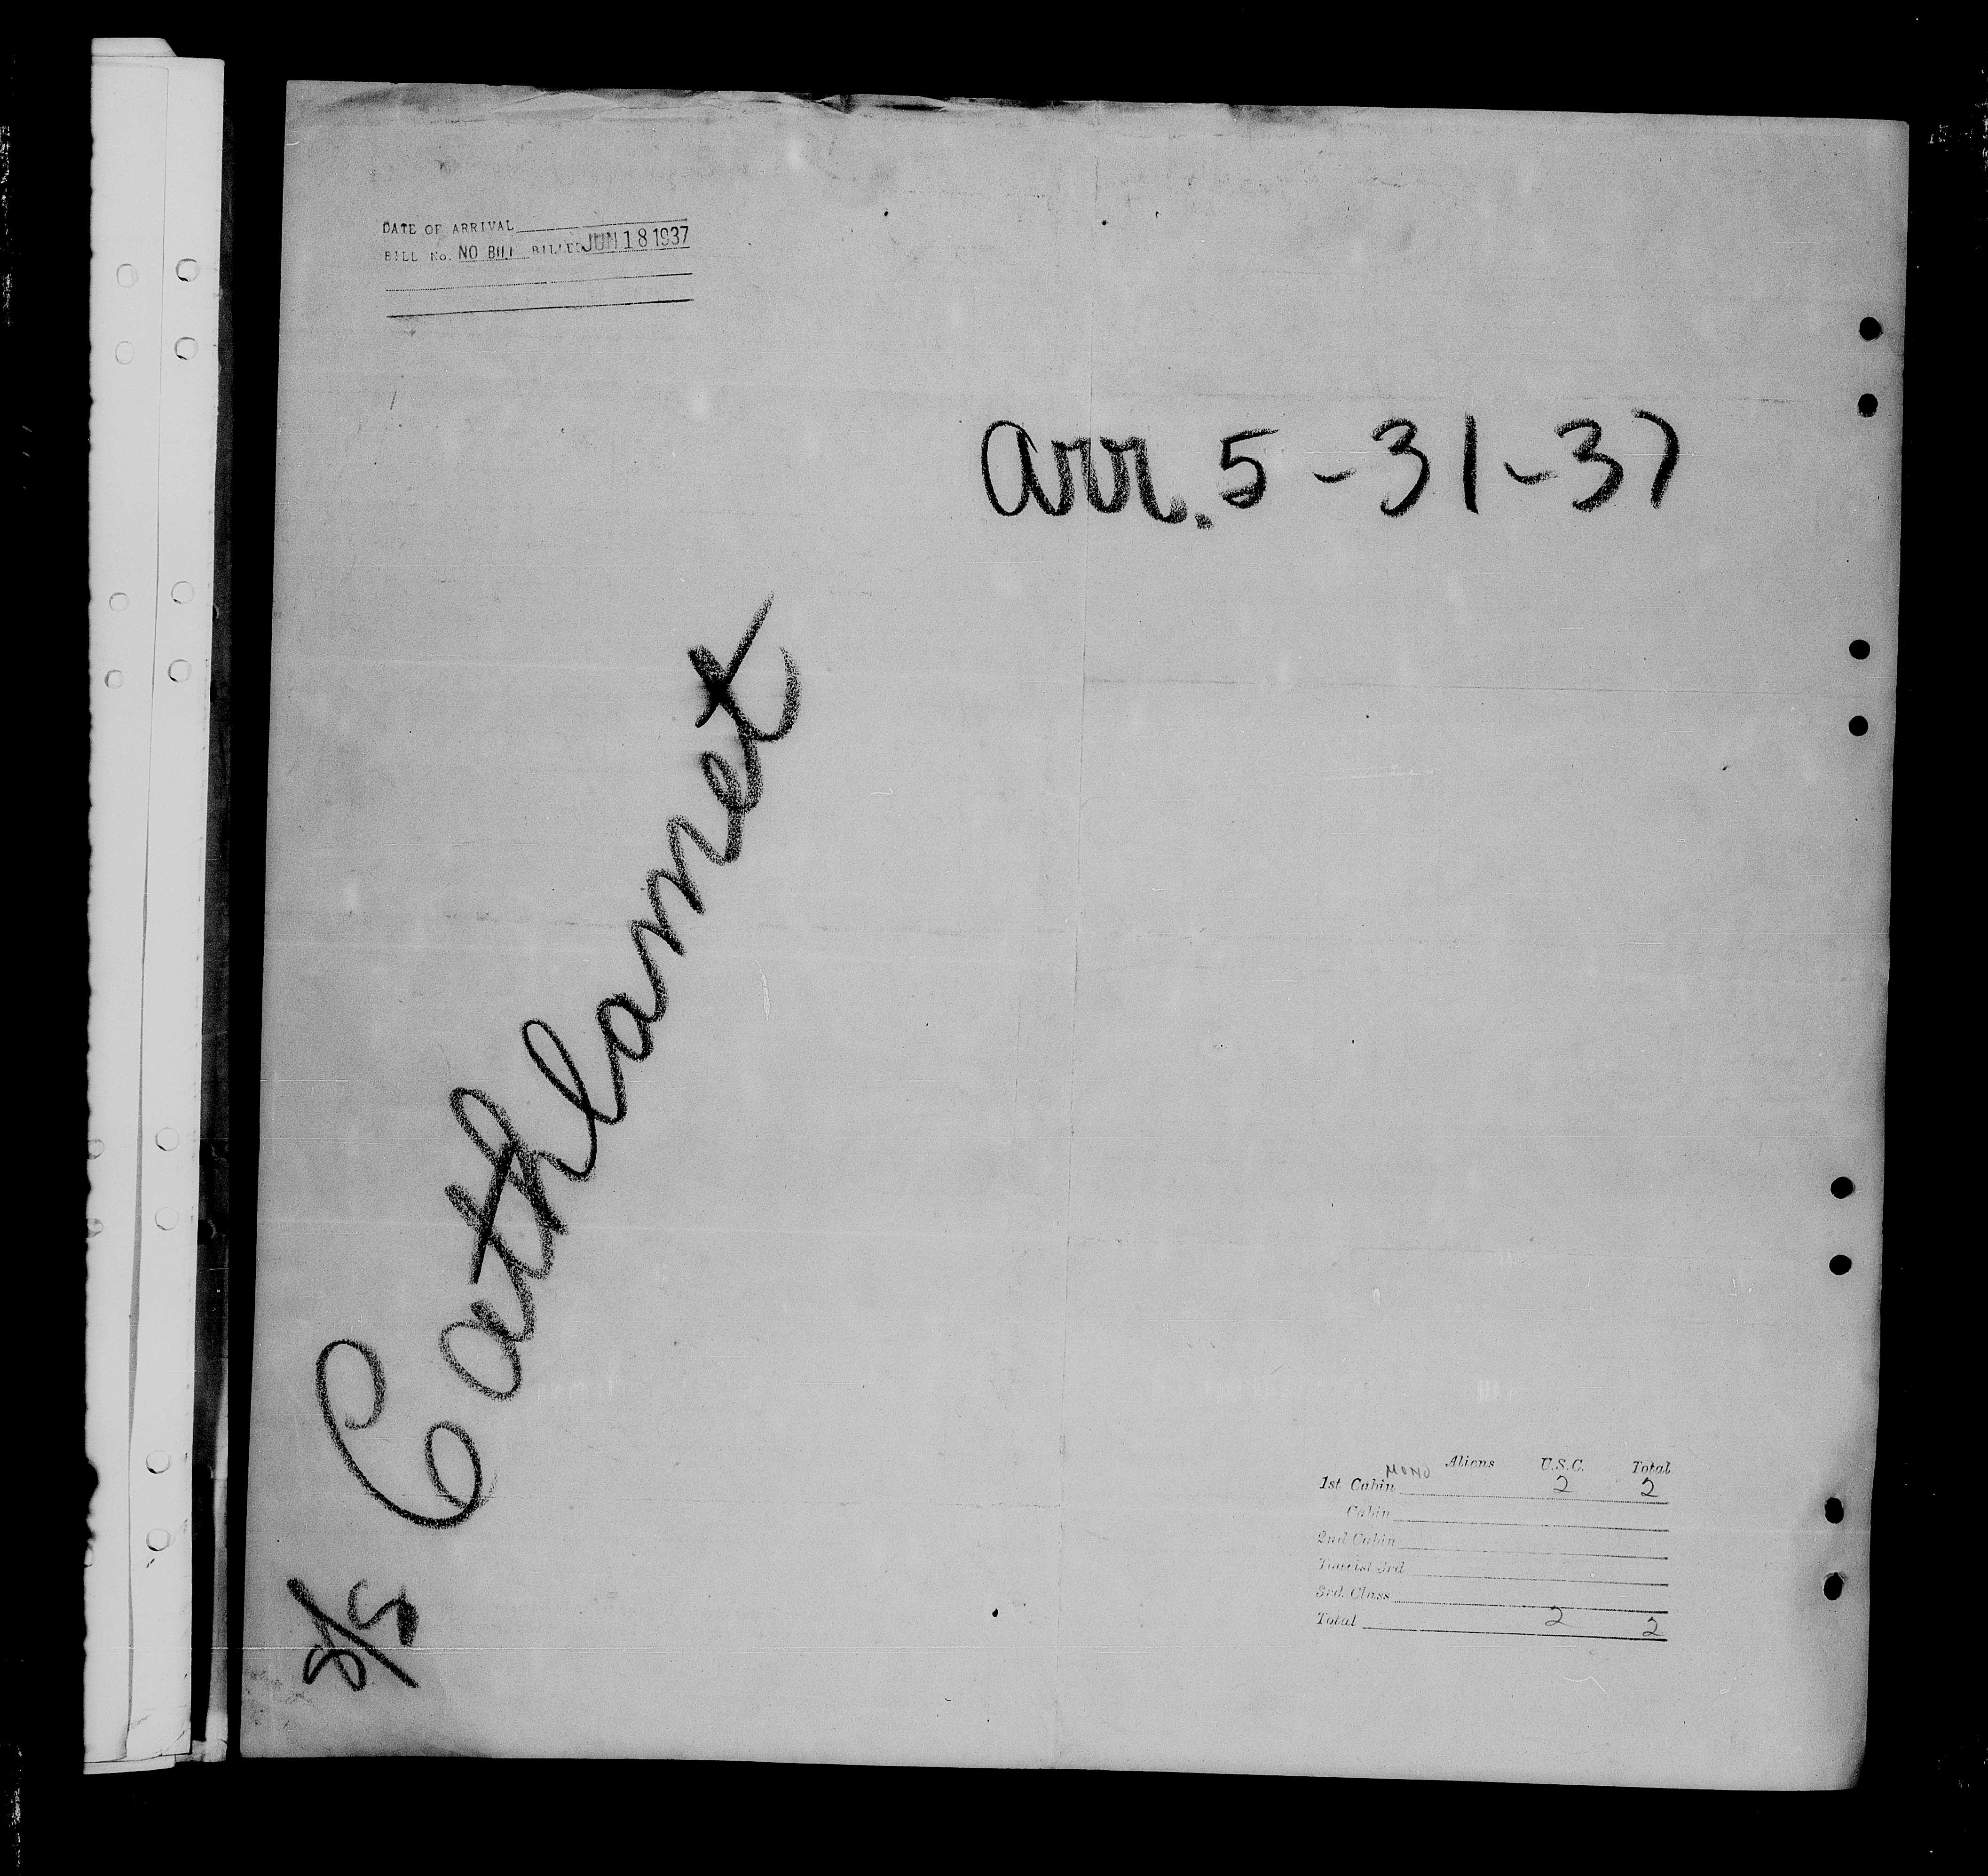 DATE OF ARRIVAL
BILL No. NO BILL BILLED JUN 18 1937
arr. 5-31-37
S/S Cathlamet
Aliens U.S.C. Total
1st Cabin MONO 2 2
Cabin
2nd Cabin
Tourist 3rd
3rd Class
Total 2 2